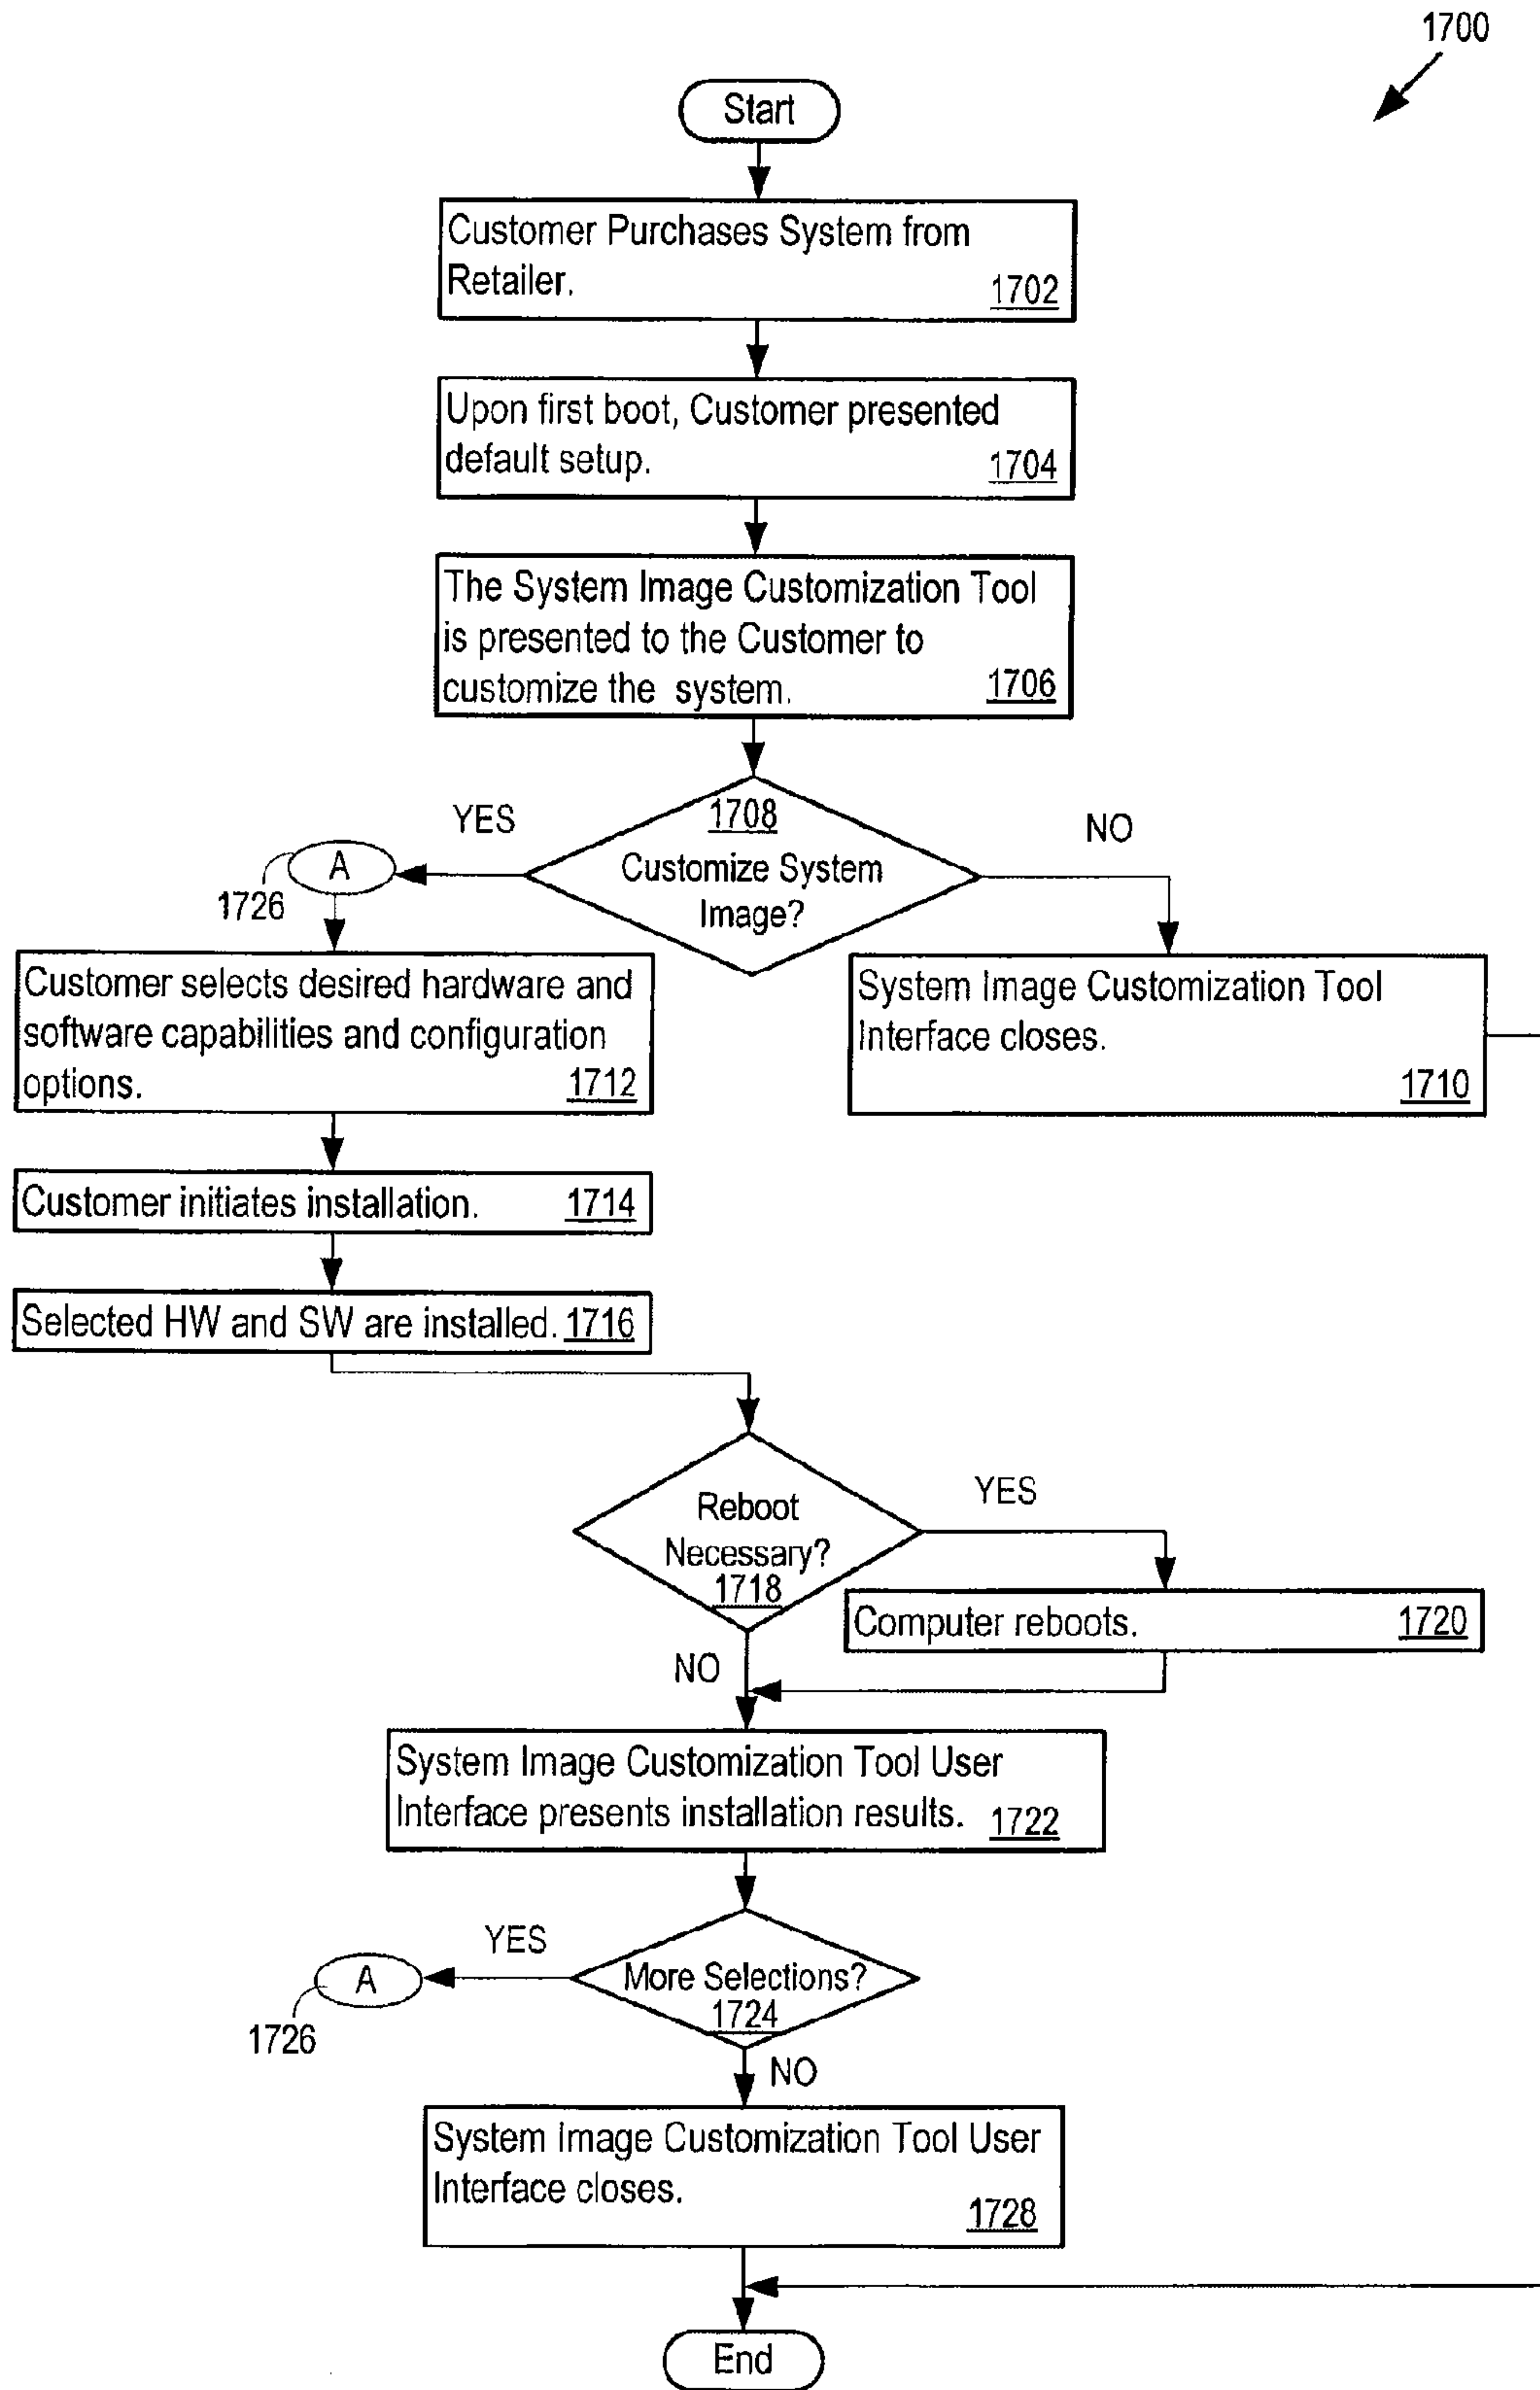 1700
Start
Customer Purchases System from
Retailer.
1702
Upon first boot, Customer presented
default setup.
1704
The System Image Customization Tool
is presented to the Customer to
customize the system.
1706
YES
1708
Customize System
Image?
NO
A
1726
Customer selects desired hardware and
software capabilities and configuration
options.
1712
System Image Customization Tool
Interface closes.
1710
Customer initiates installation.
1714
Selected HW and SW are installed.
1716
Reboot
Necessary?
1718
YES
Computer reboots.
1720
NO
System Image Customization Tool User
Interface presents installation results.
1722
YES
More Selections?
1724
A
1726
NO
System Image Customization Tool User
Interface closes.
1728
End